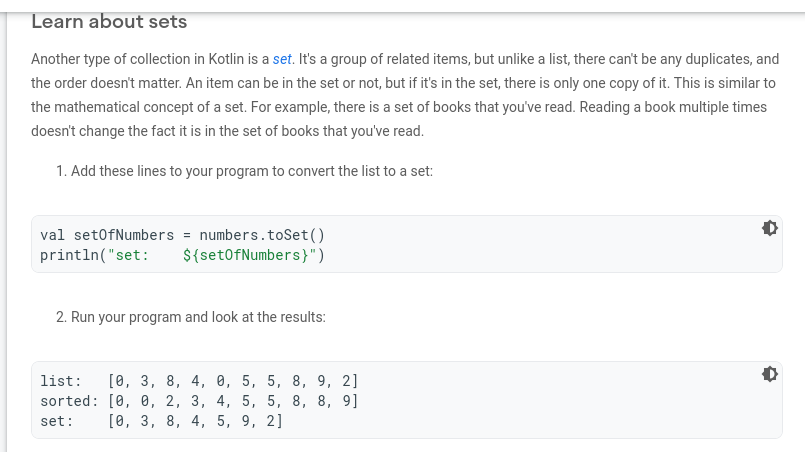 Learn about sets
Another type of collection in Kotlin is a set. It's a group of related items, but unlike a list, there can't be any duplicates, and
the order doesn't matter. An item can be in the set or not, but if it's in the set, there is only one copy of it. This is similar to
the mathematical concept of a set. For example, there is a set of books that you've read. Reading a book multiple times
doesn't change the fact it is in the set of books that you've read.
1. Add these lines to your program to convert the list to a set:
val setOfNumbers = numbers.toSet()
println("set:    ${setOfNumbers}")
2. Run your program and look at the results:
list:   [0, 3, 8, 4, 0, 5, 5, 8, 9, 2]
sorted: [0, 0, 2, 3, 4, 5, 5, 8, 8, 9]
set:    [0, 3, 8, 4, 5, 9, 2]